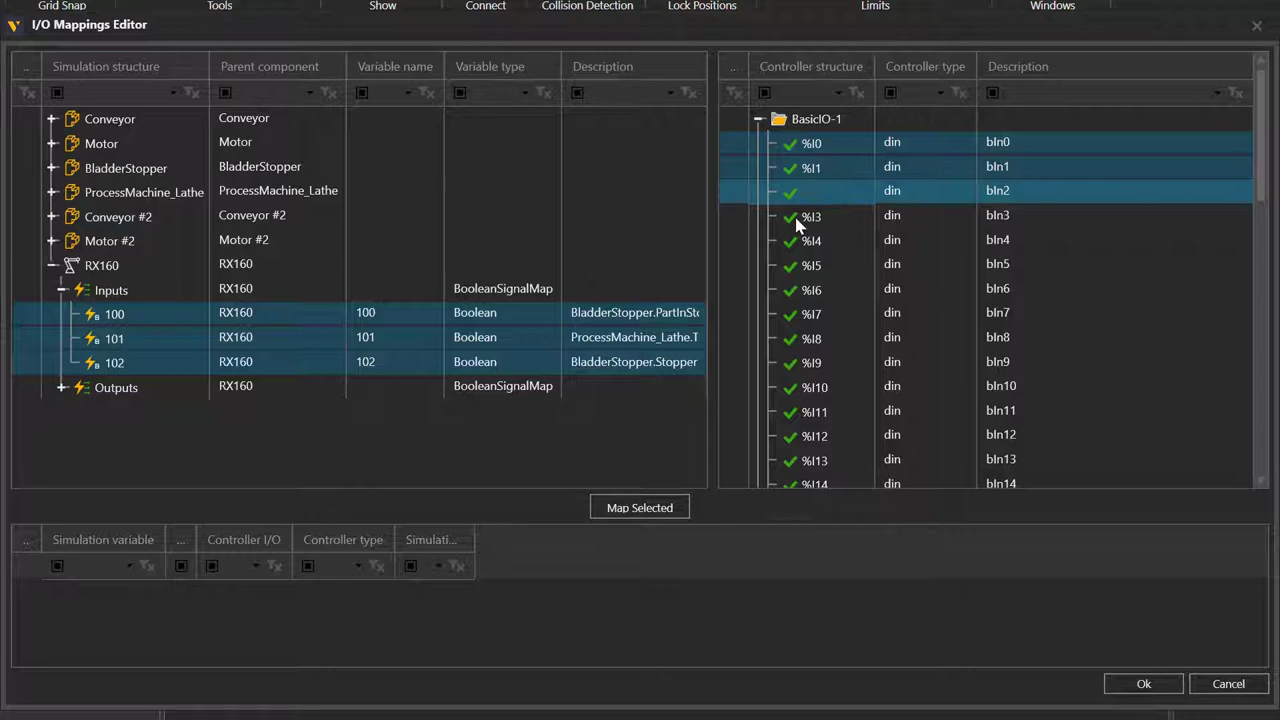 Grid Snap Tools Show Connect Collision Detection Lock Positions Limits Windows
I/O Mappings Editor
... Simulation structure Parent component Variable name Variable type Description
Conveyor Conveyor
Motor Motor
BladderStopper BladderStopper
ProcessMachine_Lathe ProcessMachine_Lathe
Conveyor #2 Conveyor #2
Motor #2 Motor #2
RX160 RX160
Inputs RX160 BooleanSignalMap
100 RX160 100 Boolean BladderStopper.PartInSto
101 RX160 101 Boolean ProcessMachine_Lathe.T
102 RX160 102 Boolean BladderStopper.Stopper
Outputs RX160 BooleanSignalMap
... Controller structure Controller type Description
BasicIO-1
%I0 din bIn0
%I1 din bIn1
din bIn2
%I3 din bIn3
%I4 din bIn4
%I5 din bIn5
%I6 din bIn6
%I7 din bIn7
%I8 din bIn8
%I9 din bIn9
%I10 din bIn10
%I11 din bIn11
%I12 din bIn12
%I13 din bIn13
%I14 din bIn14
Map Selected
... Simulation variable ... Controller I/O Controller type Simulati...
Ok Cancel